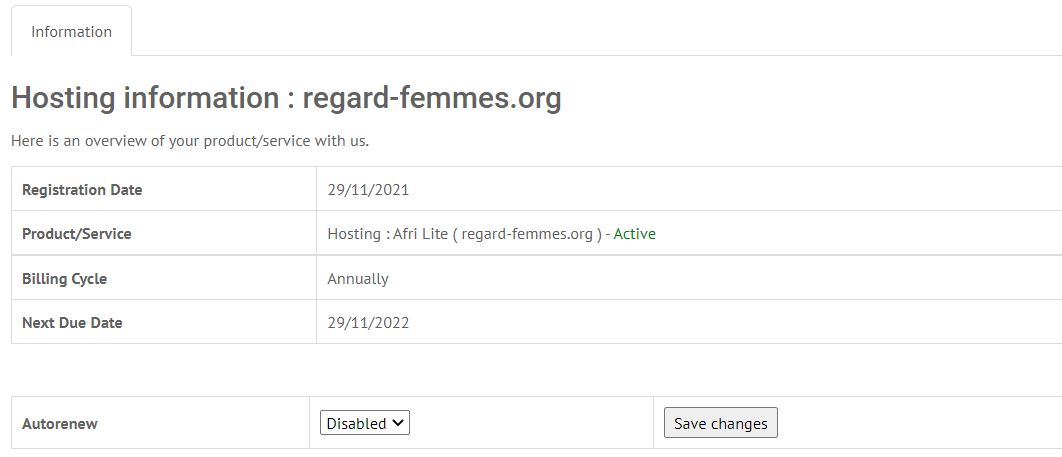 Information
Hosting information : regard-femmes.org
Here is an overview of your product/service with us.
Registration Date 29/11/2021
Product/Service Hosting : Afri Lite ( regard-femmes.org ) - Active
Billing Cycle Annually
Next Due Date 29/11/2022
Autorenew Disabled Save changes